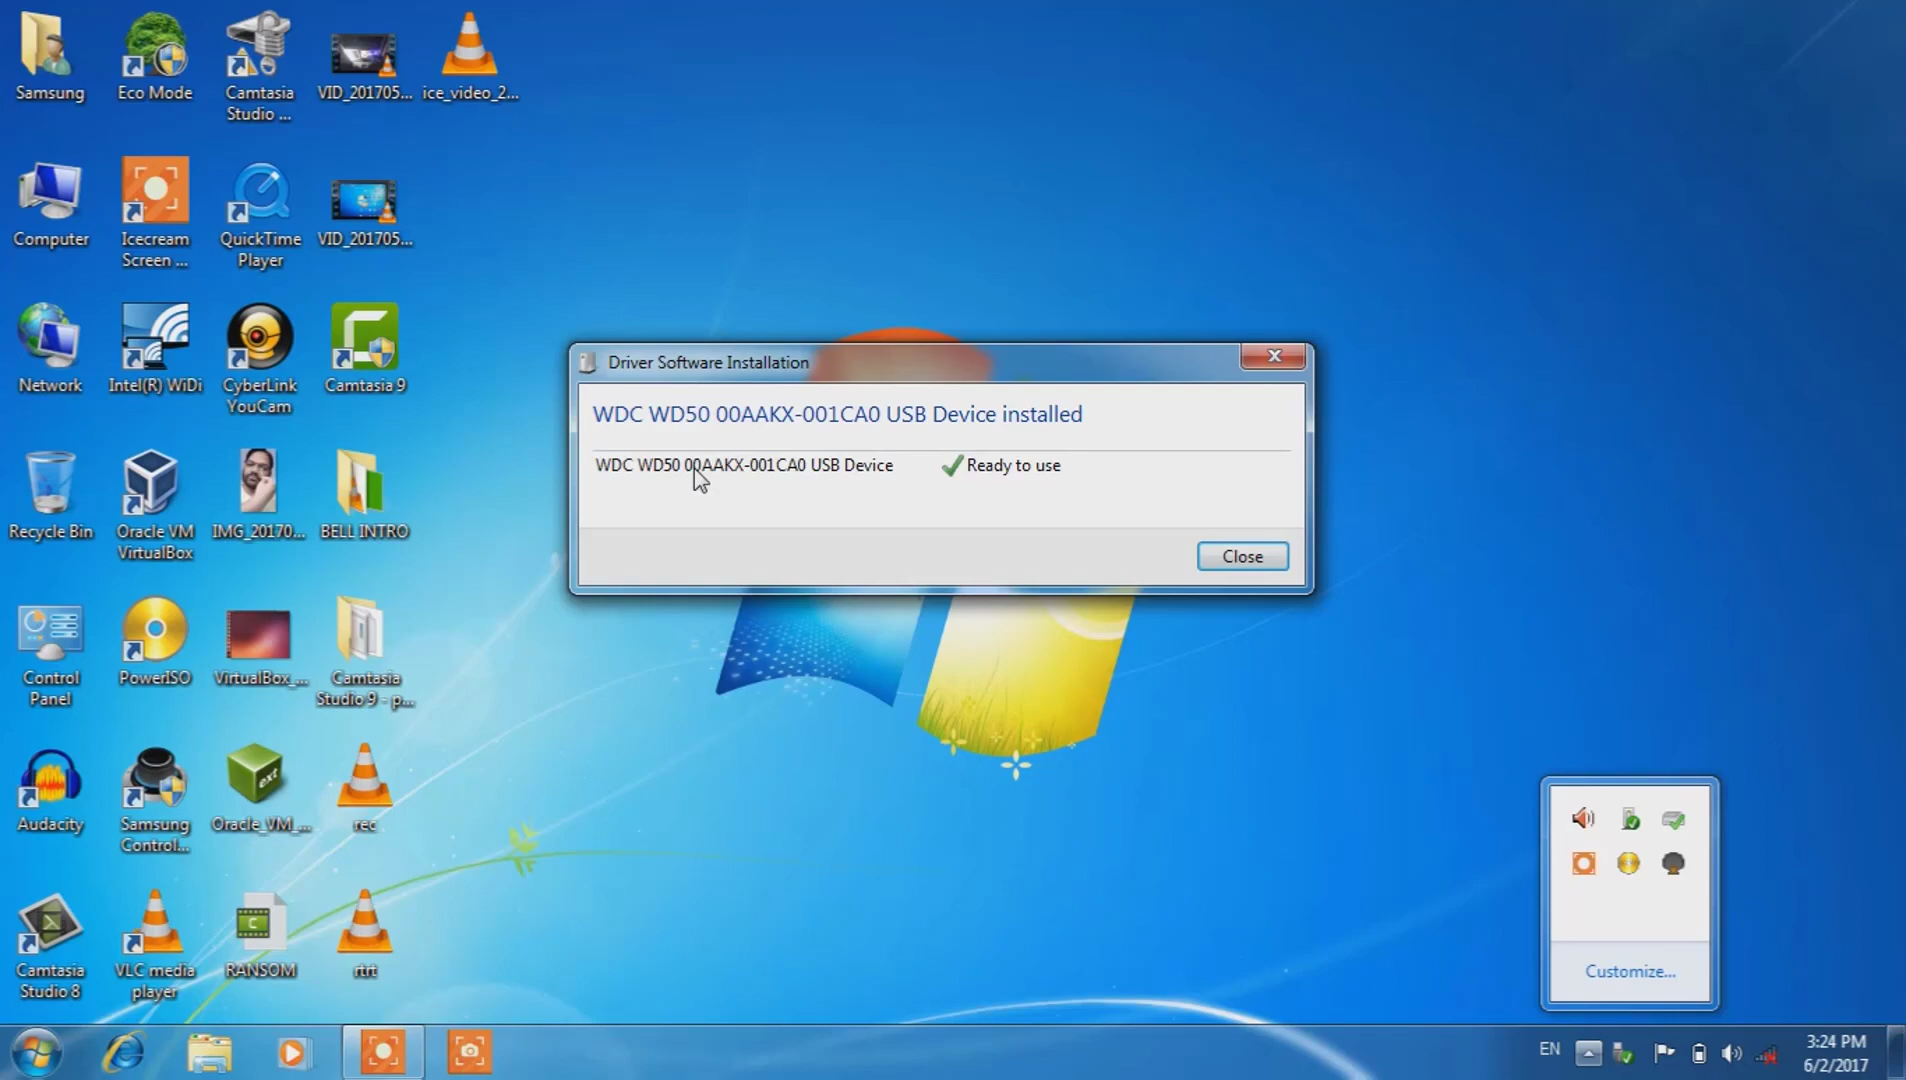 Samsung
Eco Mode
Camtasia
Studio ...
VID_201705...
ice_video_2...
Computer
Icecream
Screen ...
QuickTime
Player
VID_201705...
Network
Intel(R) WiDi
CyberLink
YouCam
Camtasia 9
Driver Software Installation
WDC WD50 00AAKX-001CA0 USB Device installed
WDC WD50 00AAKX-001CA0 USB Device
Ready to use
Close
Recycle Bin
Oracle VM
VirtualBox
IMG_20170...
BELL INTRO
Control
Panel
PowerISO
VirtualBox_...
Camtasia
Studio 9 - p...
Audacity
Samsung
Control...
ext
Oracle_VM_...
rec
Camtasia
Studio 8
VLC media
player
C
RANSOM
rtrt
Customize...
EN
3:24 PM
6/2/2017